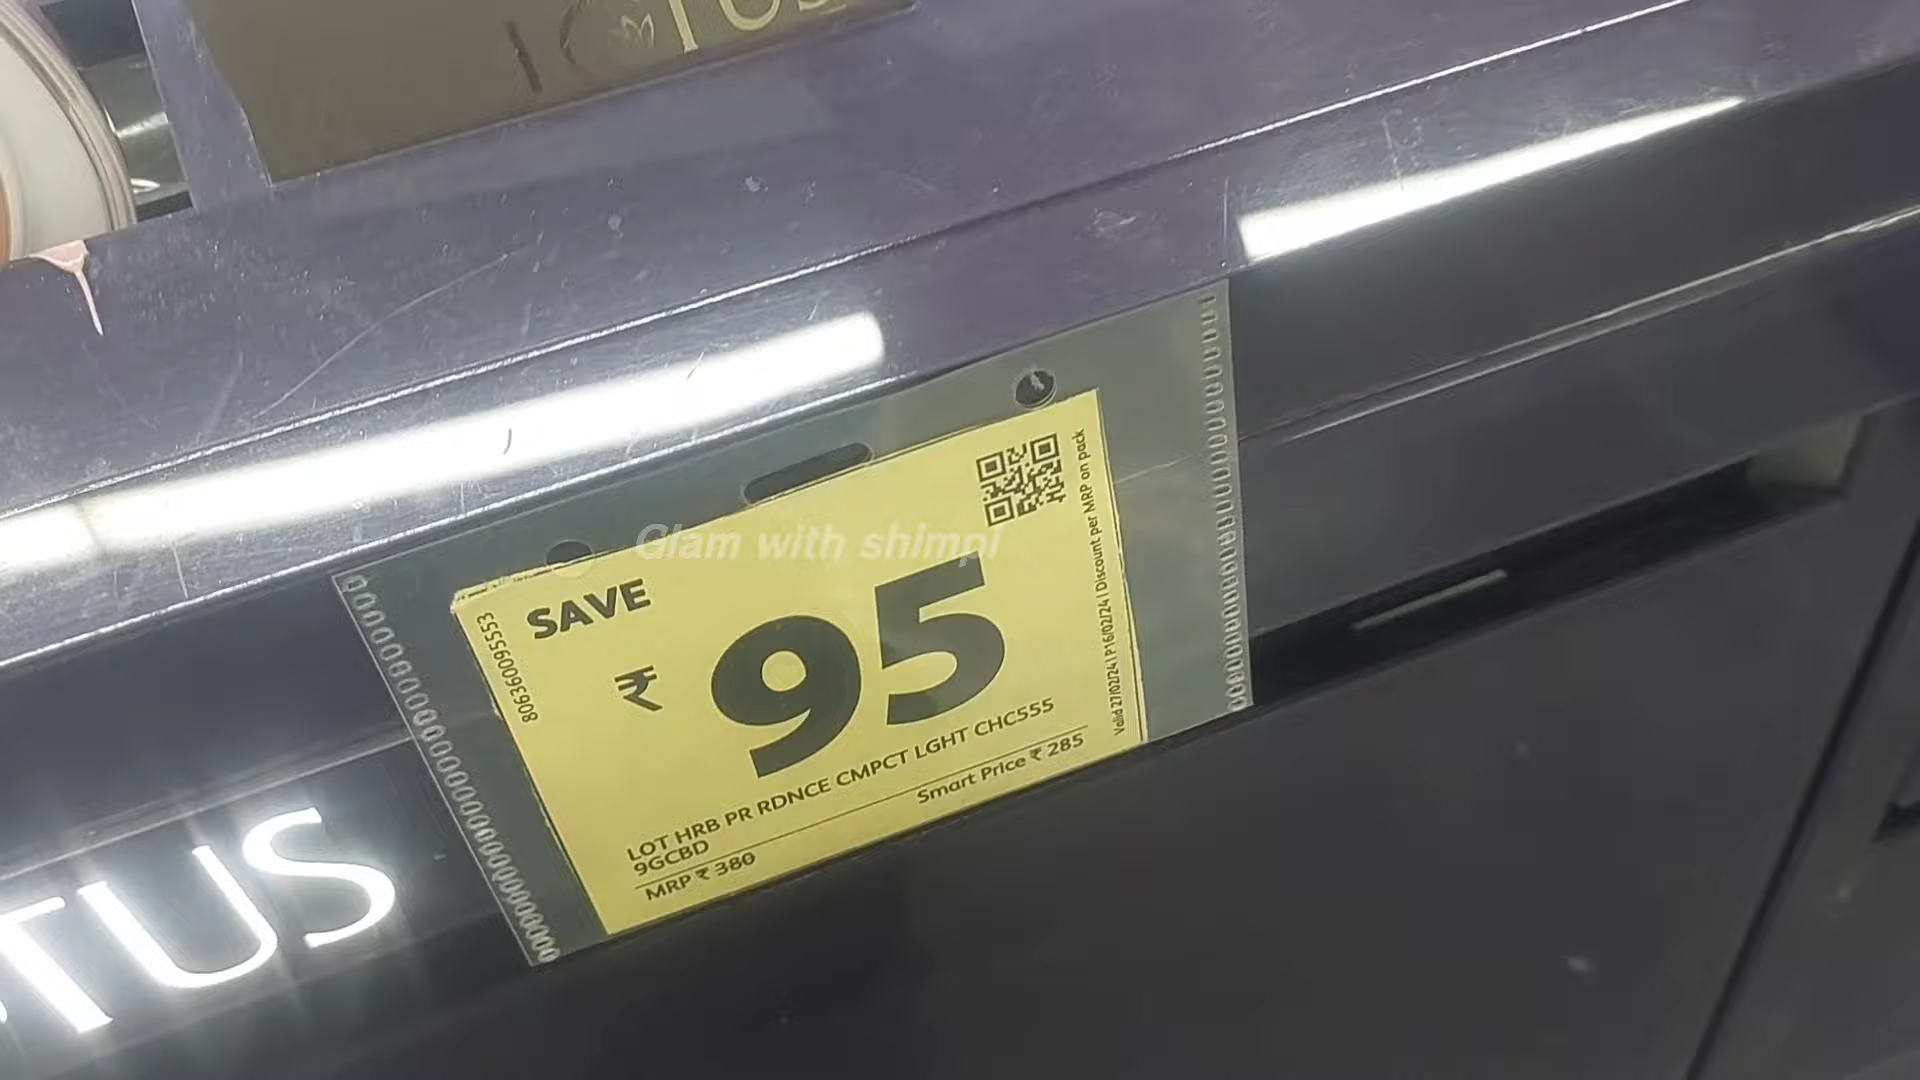 Glam with shimpi
SAVE
₹ 95
LOT HRB PR RDNCE CMPCT LGHT CHC555
9GCBD
MRP ₹ 380
Smart Price ₹ 285
8063609S553
Valid 27/02/24 | P16/02/24 | Discount per MRP on pack
TUS